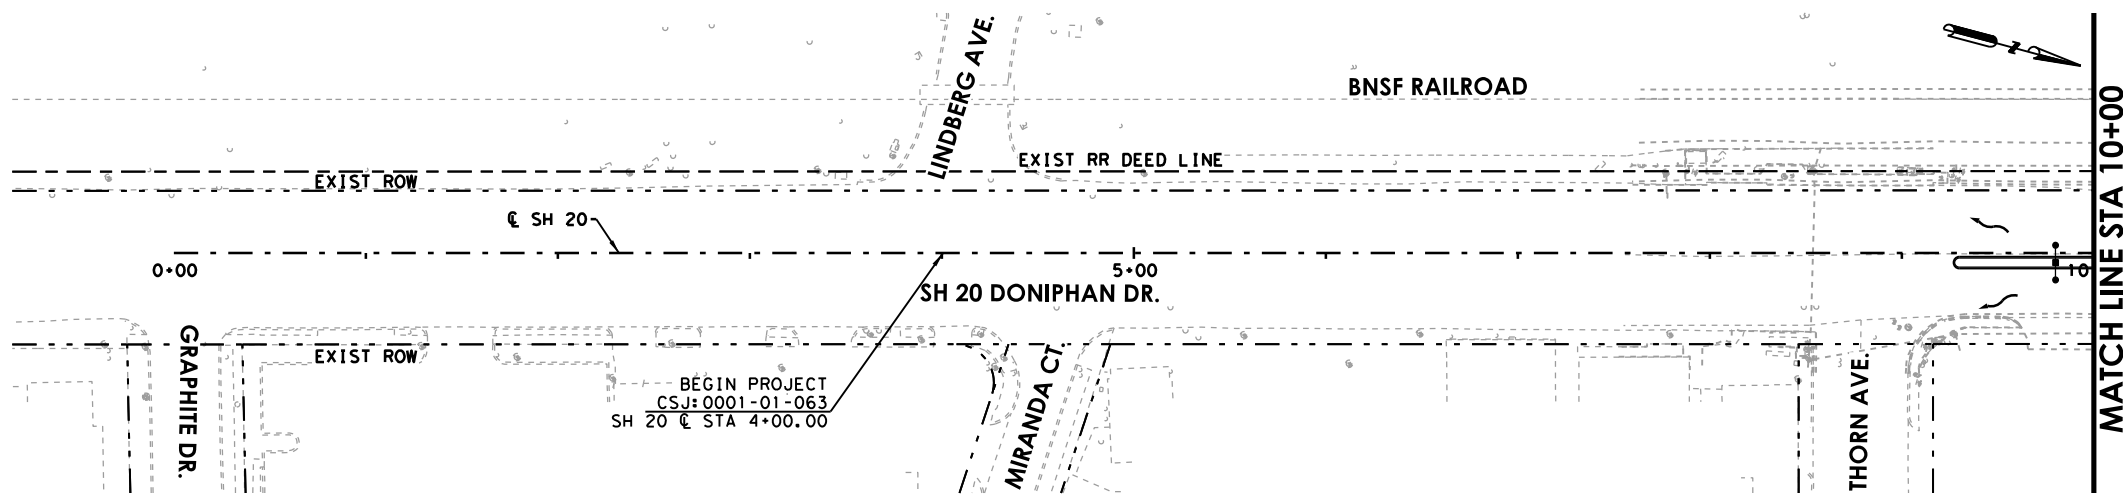 LINDBERG AVE.
BNSF RAILROAD
EXIST RR DEED LINE
EXIST ROW
℄ SH 20
0+00
5+00
10
SH 20 DONIPHAN DR.
GRAPHITE DR.
EXIST ROW
BEGIN PROJECT
CSJ:0001-01-063
SH 20 ℄ STA 4+00.00
MIRANDA CT.
THORN AVE.
MATCH LINE STA 10+00
Z